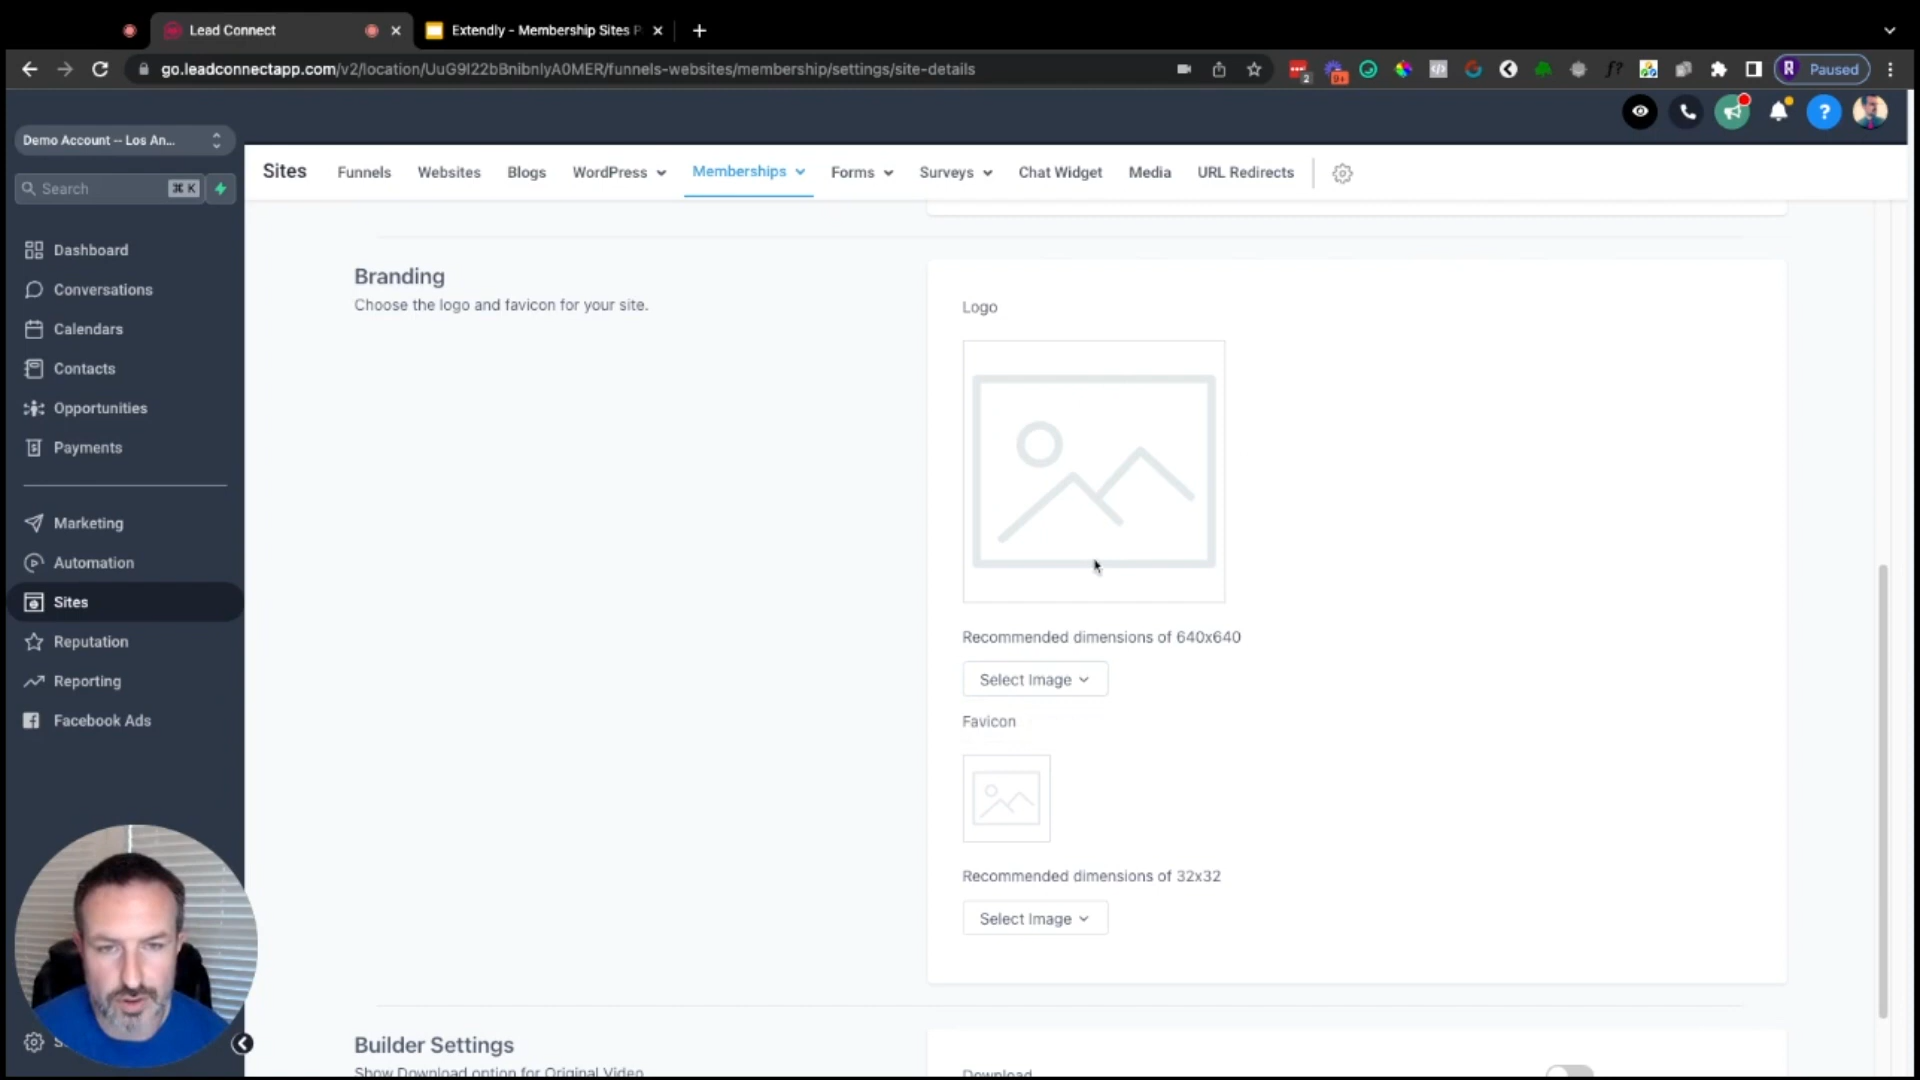 Lead Connect
Extendly - Membership Sites P
go.leadconnectapp.com/v2/location/UuG9I22bBnibnlyA0MER/funnels-websites/membership/settings/site-details
2
9+
f?
R Paused
Demo Account -- Los An...
Search ⌘ K
?
Sites Funnels Websites Blogs WordPress Memberships Forms Surveys Chat Widget Media URL Redirects
Dashboard
Conversations
Calendars
Contacts
Opportunities
Payments
Marketing
Automation
Sites
Reputation
Reporting
Facebook Ads
Branding
Choose the logo and favicon for your site.
Logo
Recommended dimensions of 640x640
Select Image
Favicon
Recommended dimensions of 32x32
Select Image
Builder Settings
Show Download option for Original Video
Download